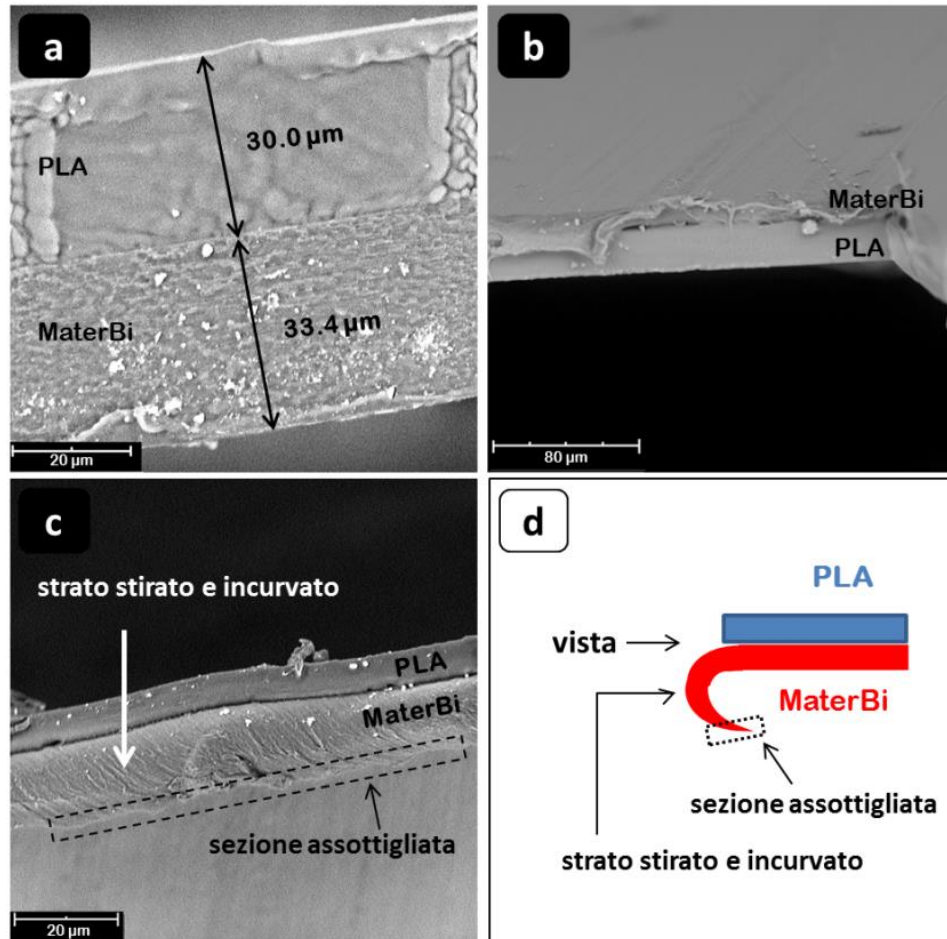 a
30.0 µm
PLA
MaterBi
33.4 µm
20 µm
b
MaterBi
PLA
80 µm
c
strato stirato e incurvato
PLA
MaterBi
sezione assottigliata
20 µm
d
PLA
vista
MaterBi
sezione assottigliata
strato stirato e incurvato